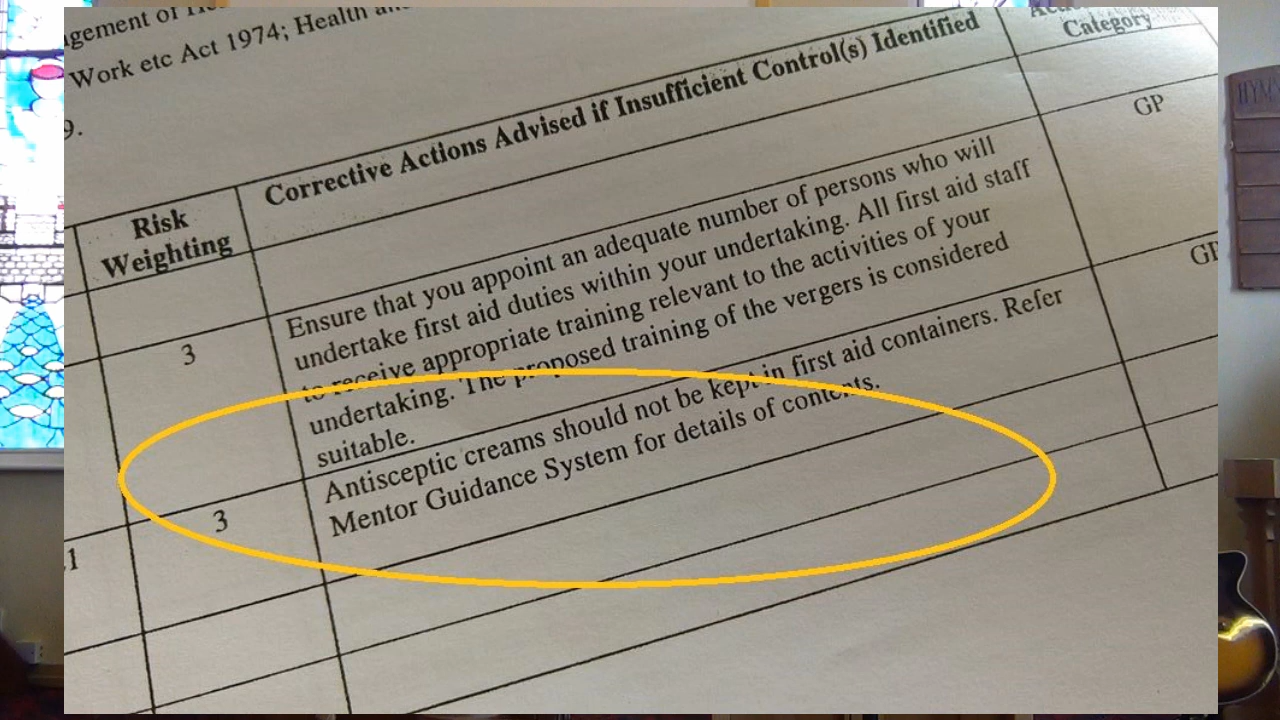 Work etc Act 1974; Health
9.
Category
Risk
Weighting
Corrective Actions Advised if Insufficient Control(s) Identified
GP
3
Ensure that you appoint an adequate number of persons who will
undertake first aid duties within your undertaking. All first aid staff
to receive appropriate training relevant to the activities of your
undertaking. The proposed training of the vergers is considered
suitable.
GP
3
Antiseptic creams should not be kept in first aid containers. Refer
Mentor Guidance System for details of contents.
1
HYMNS